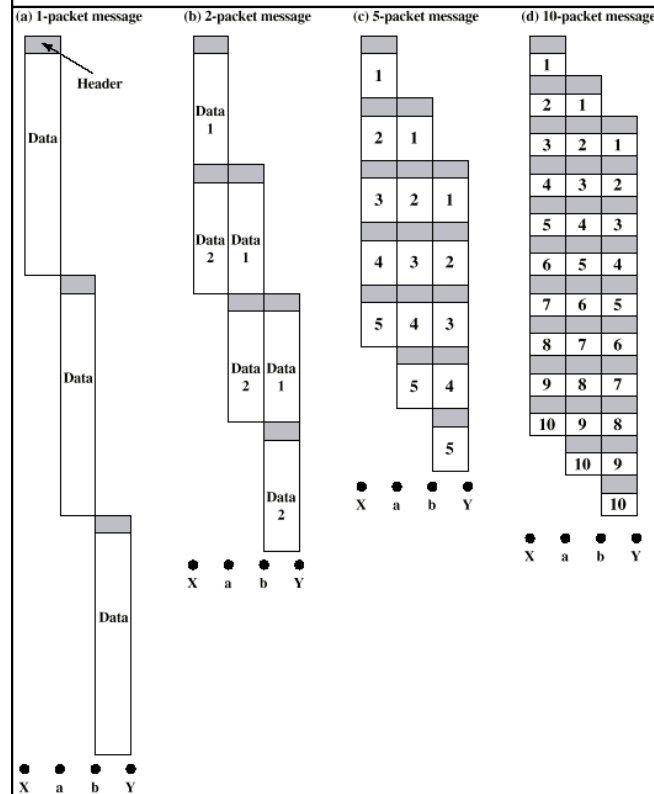 (a) 1-packet message
Header
Data
Data
Data
X a b Y
(b) 2-packet message
Data
1
Data Data
2 1
Data Data
2 1
Data
2
X a b Y
(c) 5-packet message
1
2 1
3 2 1
4 3 2
5 4 3
5 4
5
X a b Y
(d) 10-packet message
1
2 1
3 2 1
4 3 2
5 4 3
6 5 4
7 6 5
8 7 6
9 8 7
10 9 8
10 9
10
X a b Y